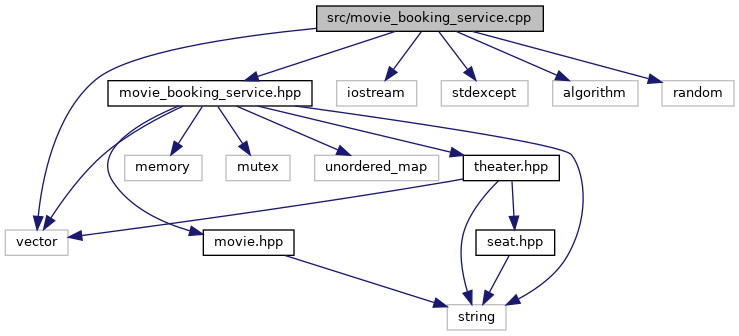 src/movie_booking_service.cpp
movie_booking_service.hpp
iostream
stdexcept
algorithm
random
memory
mutex
unordered_map
theater.hpp
vector
movie.hpp
seat.hpp
string